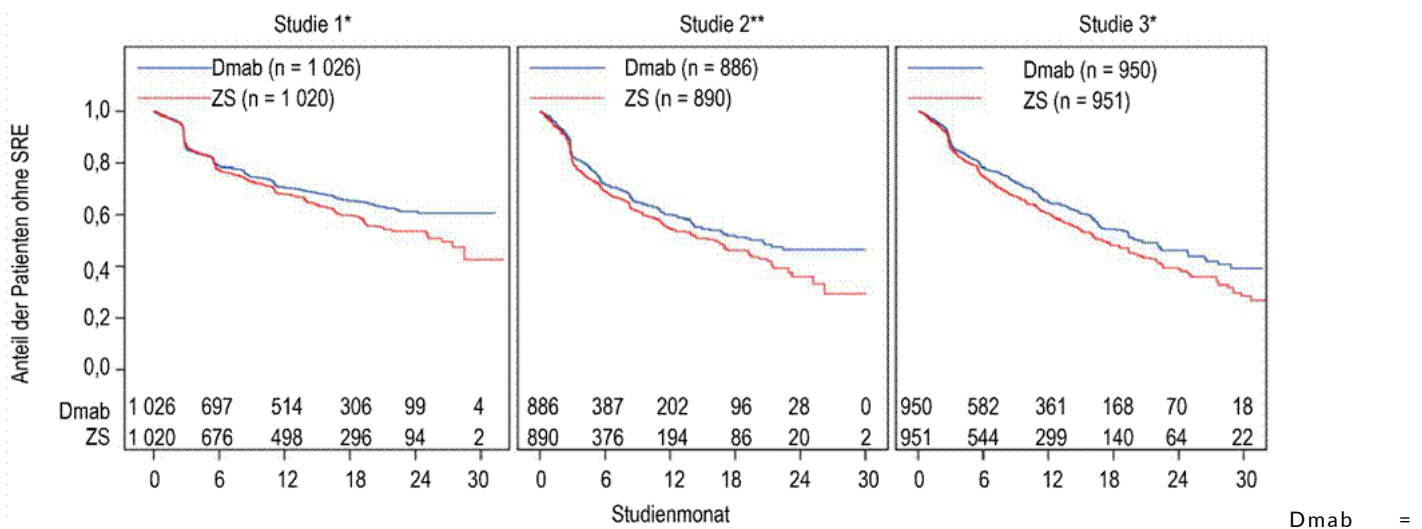 Studie 1* Studie 2** Studie 3*
Dmab (n = 1 026) Dmab (n = 886) Dmab (n = 950)
ZS (n = 1 020) ZS (n = 890) ZS (n = 951)
Anteil der Patienten ohne SRE
1,0
0,8
0,6
0,4
0,2
0,0
Dmab 1 026 697 514 306 99 4 886 387 202 96 28 0 950 582 361 168 70 18
ZS 1 020 676 498 296 94 2 890 376 194 86 20 2 951 544 299 140 64 22
0 6 12 18 24 30 0 6 12 18 24 30 0 6 12 18 24 30
Studienmonat
Dmab =